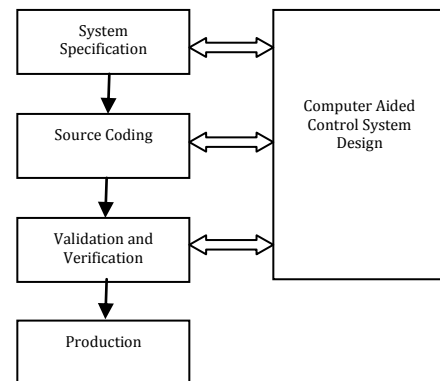 System
Specification
Source Coding
Validation and
Verification
Production
Computer Aided
Control System
Design